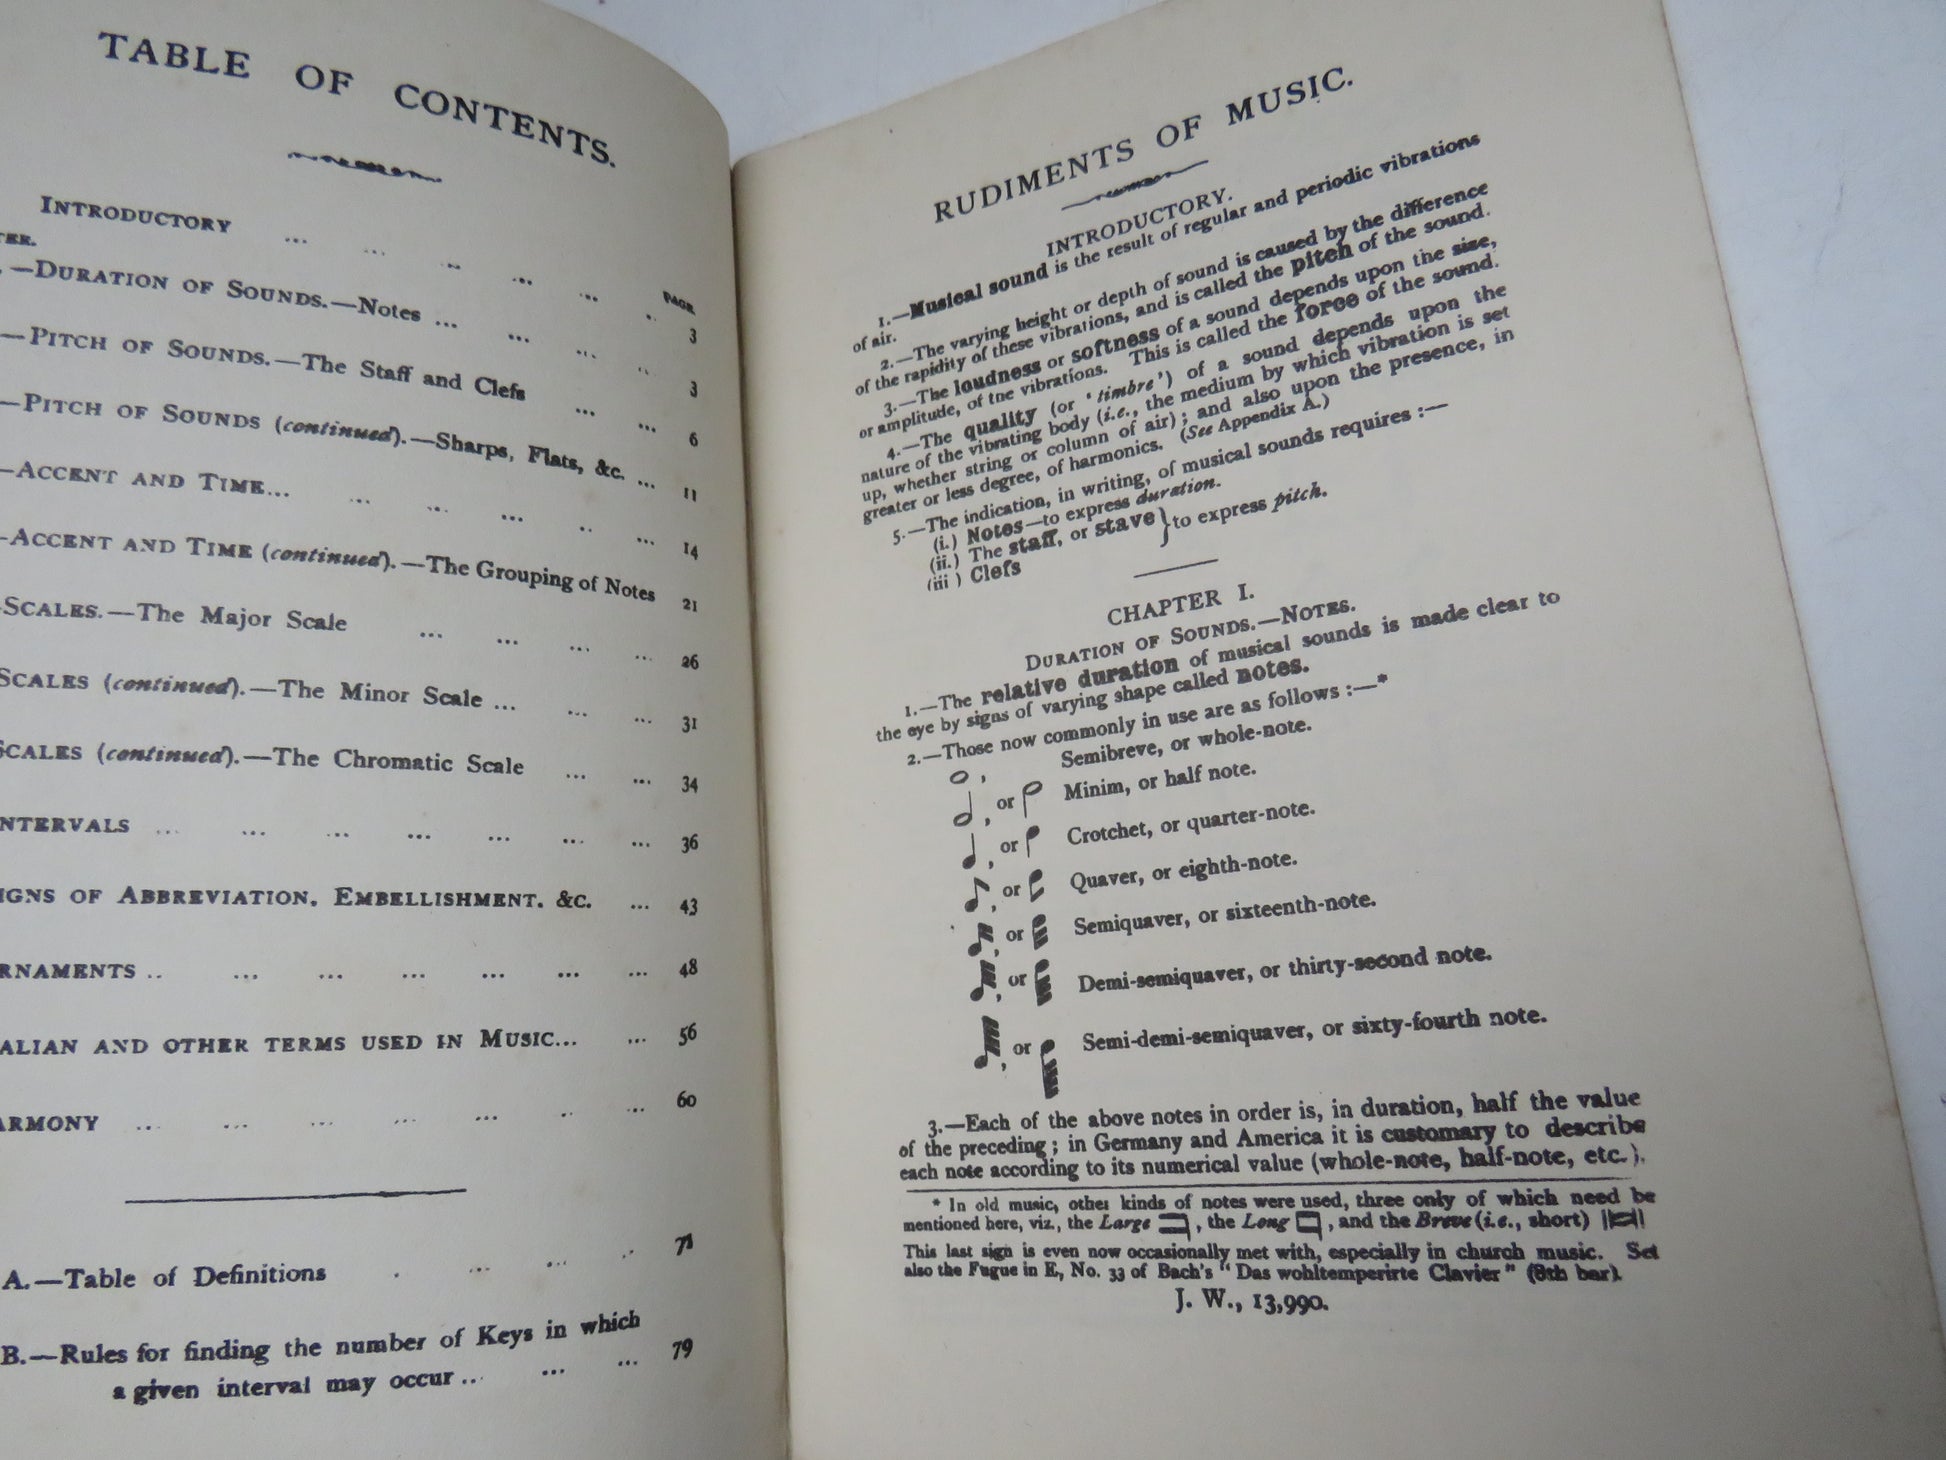 TABLE OF CONTENTS.
INTRODUCTORY ... ... ... ... ...
PAGE
3
—DURATION OF SOUNDS.—Notes ... ... ... 3
—PITCH OF SOUNDS.—The Staff and Clefs ... ... 6
—PITCH OF SOUNDS (continued).—Sharps, Flats, &c. ... 11
—ACCENT AND TIME... ... ... ... ... ... 14
—ACCENT AND TIME (continued).—The Grouping of Notes 21
—SCALES.—The Major Scale ... ... ... ... 26
SCALES (continued).—The Minor Scale ... ... ... 31
SCALES (continued).—The Chromatic Scale ... ... 34
NTERVALS ... ... ... ... ... ... ... 36
IGNS OF ABBREVIATION, EMBELLISHMENT, &c. ... 43
RNAMENTS .. ... ... ... ... ... ... 48
ALIAN AND OTHER TERMS USED IN MUSIC... ... 56
ARMONY ... ... ... ... ... ... ... 60
A.—Table of Definitions . ... ... .. 71
B.—Rules for finding the number of Keys in which
a given interval may occur ... ... ... 79
RUDIMENTS OF MUSIC.
INTRODUCTORY.
1.—Musical sound is the result of regular and periodic vibrations
of air.
2.—The varying height or depth of sound is caused by the difference
of the rapidity of these vibrations, and is called the pitch of the sound.
3.—The loudness or softness of a sound depends upon the size,
or amplitude, of the vibrations. This is called the force of the sound.
4.—The quality (or 'timbre') of a sound depends upon the
nature of the vibrating body (i.e., the medium by which vibration is set
up, whether string or column of air); and also upon the presence, in
greater or less degree, of harmonics. (See Appendix A.)
5.—The indication, in writing, of musical sounds requires :—
(i.) Notes—to express duration.
(ii.) The staff, or stave } to express pitch.
(iii ) Clefs
CHAPTER I.
DURATION OF SOUNDS.—NOTES.
1.—The relative duration of musical sounds is made clear to
the eye by signs of varying shape called notes.
2.—Those now commonly in use are as follows :—*
, Semibreve, or whole-note.
, or Minim, or half note.
, or Crotchet, or quarter-note.
, or Quaver, or eighth-note.
, or Semiquaver, or sixteenth-note.
, or Demi-semiquaver, or thirty-second note.
, or Semi-demi-semiquaver, or sixty-fourth note.
3.—Each of the above notes in order is, in duration, half the value
of the preceding ; in Germany and America it is customary to describe
each note according to its numerical value (whole-note, half-note, etc.).
* In old music, other kinds of notes were used, three only of which need be
mentioned here, viz., the Large , the Long , and the Breve (i.e., short)
This last sign is even now occasionally met with, especially in church music. See
also the Fugue in E, No. 33 of Bach's "Das wohltemperirte Clavier" (8th bar).
J. W., 13,990.